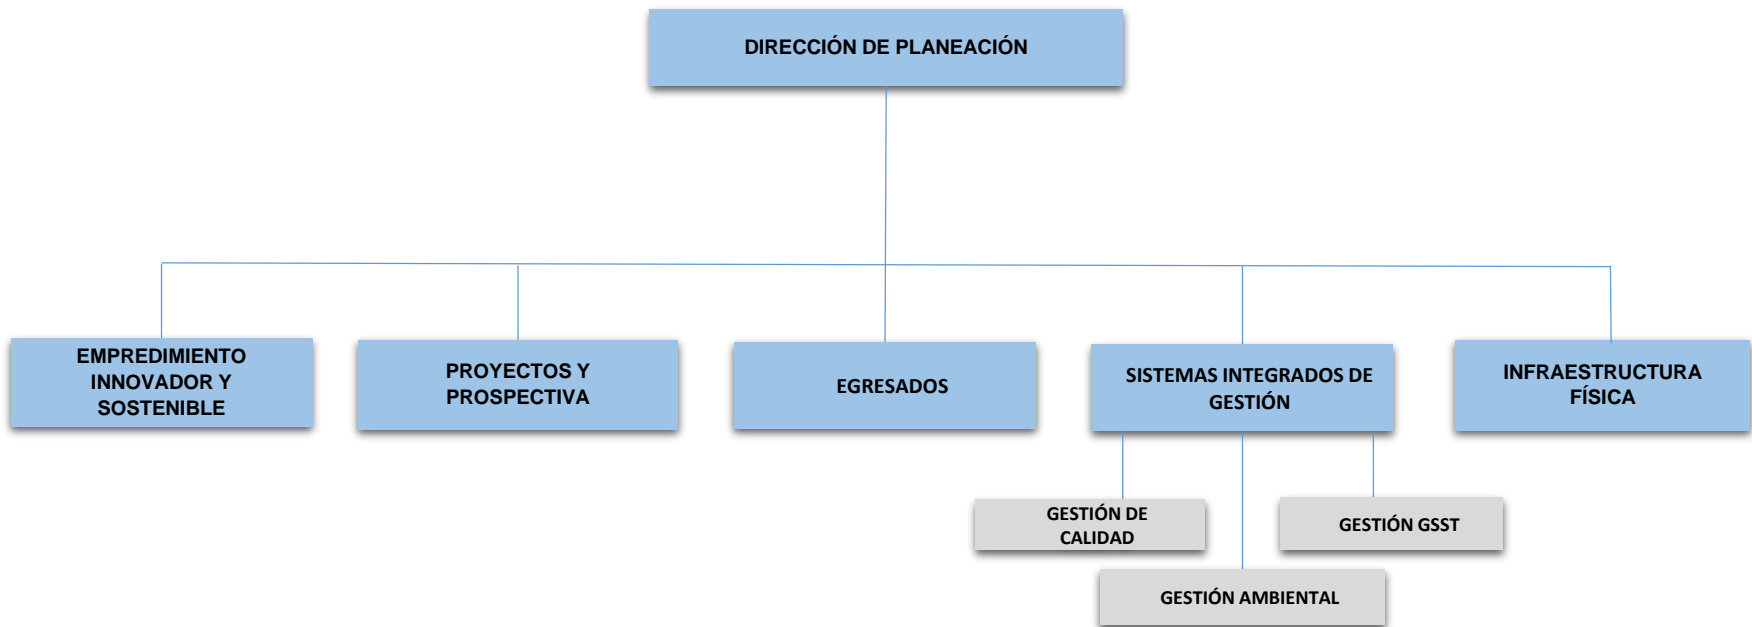 DIRECCIÓN DE PLANEACIÓN
EMPREDIMIENTO
INNOVADOR Y
SOSTENIBLE
PROYECTOS Y
PROSPECTIVA
EGRESADOS
SISTEMAS INTEGRADOS DE
GESTIÓN
INFRAESTRUCTURA
FÍSICA
GESTIÓN DE
CALIDAD
GESTIÓN GSST
GESTIÓN AMBIENTAL